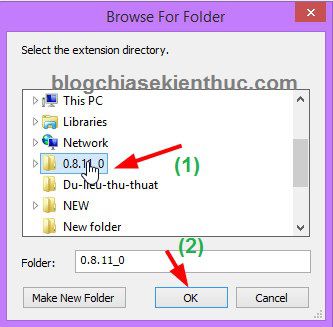 Browse For Folder
Select the extension directory.
blogchiasekienthuc.com
This PC
Libraries
Network
0.8.11_0
(1)
Du-lieu-thu-thuat
NEW
New folder
(2)
Folder: 0.8.11_0
Make New Folder OK Cancel